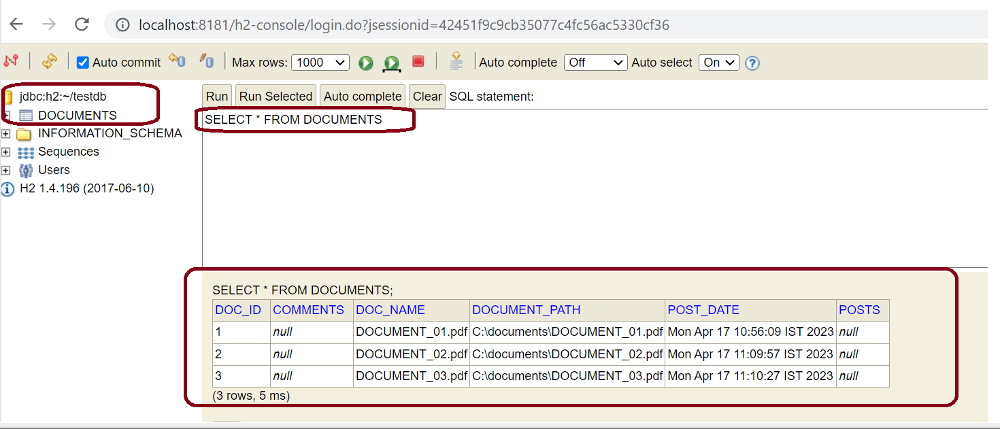 localhost:8181/h2-console/login.do?jsessionid=42451f9c9cb35077c4fc56ac5330cf36
Auto commit Max rows: 1000 Auto complete Off Auto select On
jdbc:h2:~/testdb
DOCUMENTS
INFORMATION_SCHEMA
Sequences
Users
H2 1.4.196 (2017-06-10)
Run Run Selected Auto complete Clear SQL statement:
SELECT * FROM DOCUMENTS
SELECT * FROM DOCUMENTS;
DOC_ID COMMENTS DOC_NAME DOCUMENT_PATH POST_DATE POSTS
1 null DOCUMENT_01.pdf C:\documents\DOCUMENT_01.pdf Mon Apr 17 10:56:09 IST 2023 null
2 null DOCUMENT_02.pdf C:\documents\DOCUMENT_02.pdf Mon Apr 17 11:09:57 IST 2023 null
3 null DOCUMENT_03.pdf C:\documents\DOCUMENT_03.pdf Mon Apr 17 11:10:27 IST 2023 null
(3 rows, 5 ms)